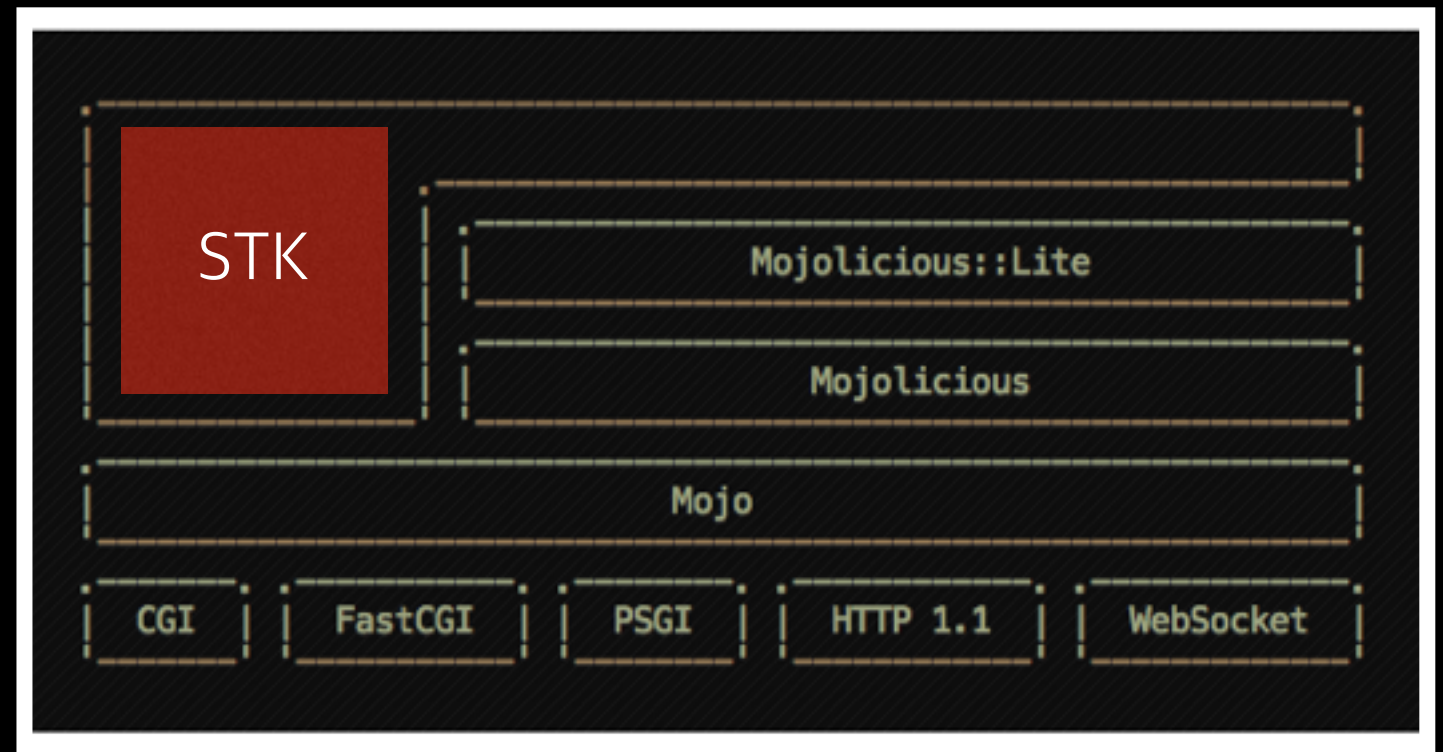 STK
Mojolicious::Lite
Mojolicious
Mojo
CGI FastCGI PSGI HTTP 1.1 WebSocket